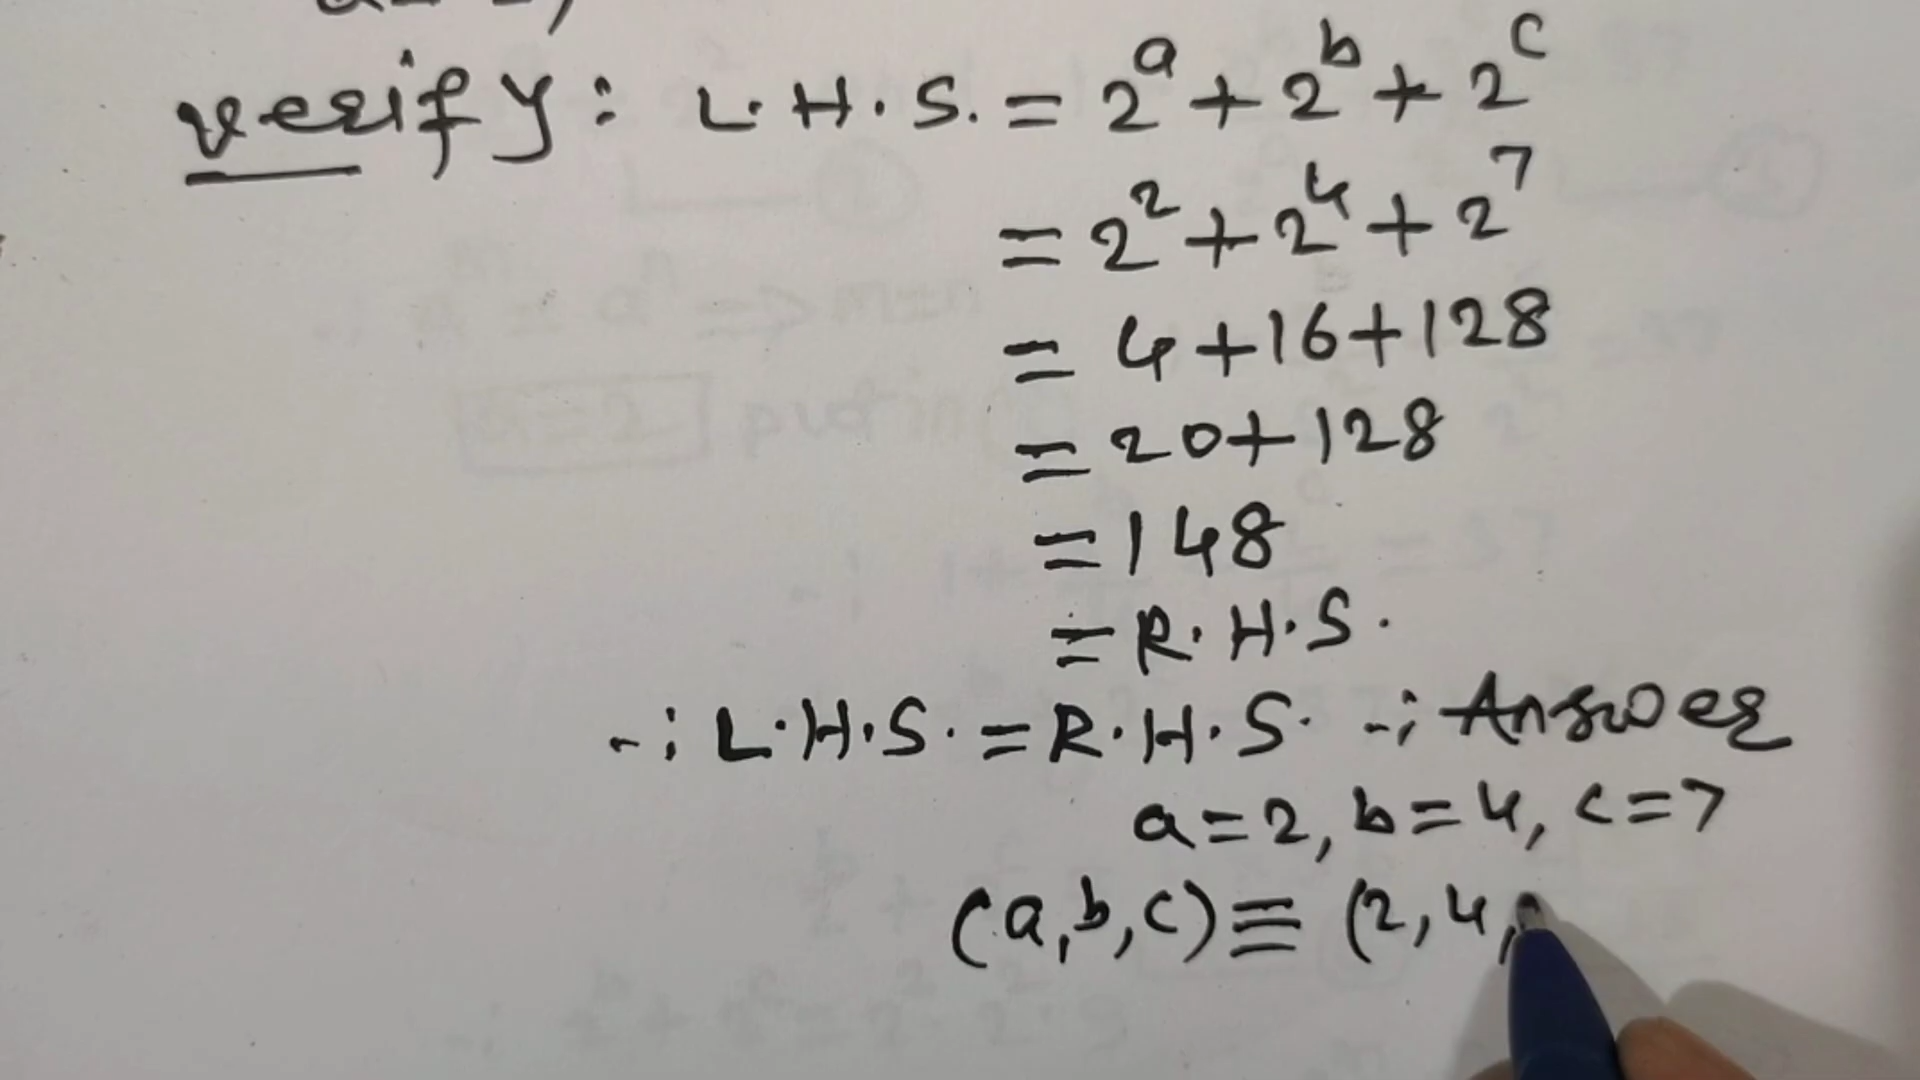 verify: L.H.S. = 2^a + 2^b + 2^c
= 2^2 + 2^4 + 2^7
= 4 + 16 + 128
= 20 + 128
= 148
= R.H.S.
∴ L.H.S. = R.H.S. ∴ Answer
a = 2, b = 4, c = 7
(a, b, c) ≡ (2, 4,